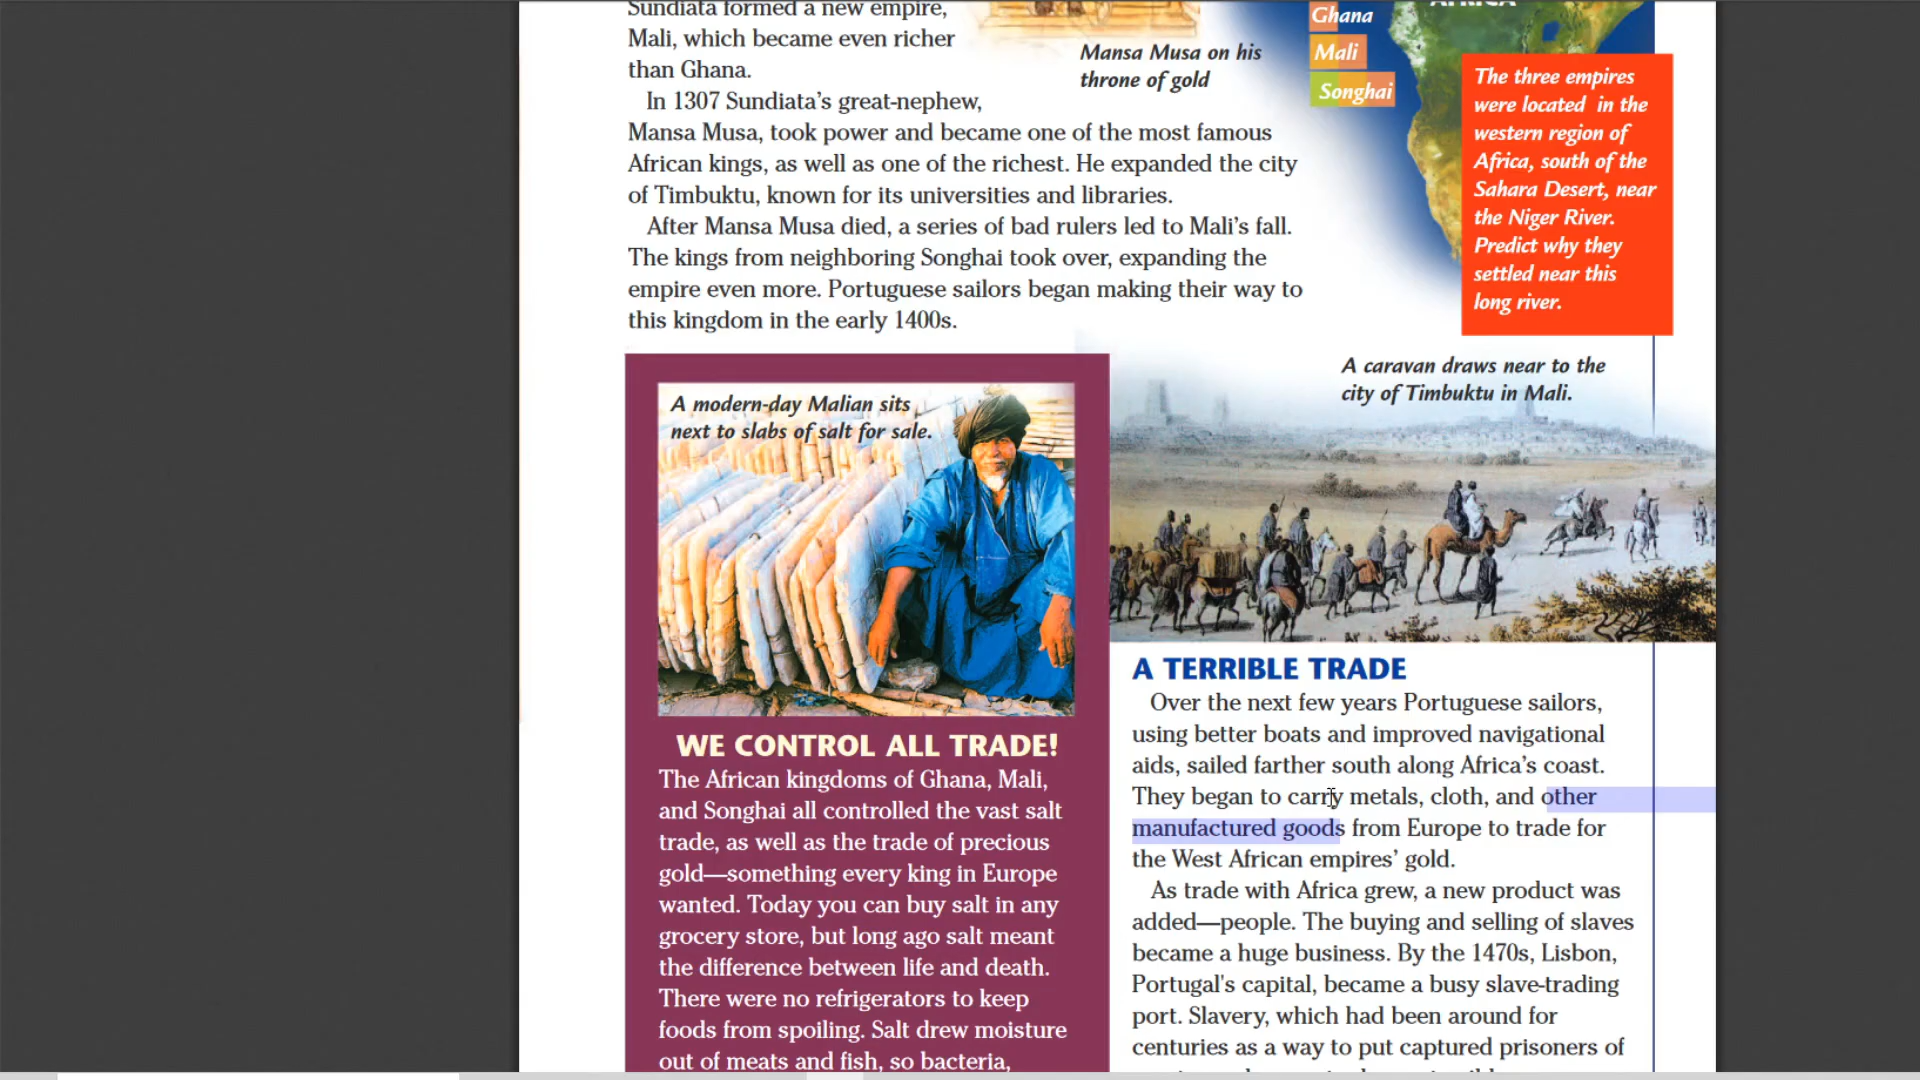 Sundiata formed a new empire,
Mali, which became even richer
than Ghana.
In 1307 Sundiata's great-nephew,
Mansa Musa, took power and became one of the most famous
African kings, as well as one of the richest. He expanded the city
of Timbuktu, known for its universities and libraries.
After Mansa Musa died, a series of bad rulers led to Mali's fall.
The kings from neighboring Songhai took over, expanding the
empire even more. Portuguese sailors began making their way to
this kingdom in the early 1400s.
Mansa Musa on his
throne of gold
AFRICA
Ghana
Mali
Songhai
The three empires
were located in the
western region of
Africa, south of the
Sahara Desert, near
the Niger River.
Predict why they
settled near this
long river.
A modern-day Malian sits
next to slabs of salt for sale.
WE CONTROL ALL TRADE!
The African kingdoms of Ghana, Mali,
and Songhai all controlled the vast salt
trade, as well as the trade of precious
gold—something every king in Europe
wanted. Today you can buy salt in any
grocery store, but long ago salt meant
the difference between life and death.
There were no refrigerators to keep
foods from spoiling. Salt drew moisture
out of meats and fish, so bacteria,
A caravan draws near to the
city of Timbuktu in Mali.
A TERRIBLE TRADE
Over the next few years Portuguese sailors,
using better boats and improved navigational
aids, sailed farther south along Africa's coast.
They began to carry metals, cloth, and other
manufactured goods from Europe to trade for
the West African empires' gold.
As trade with Africa grew, a new product was
added—people. The buying and selling of slaves
became a huge business. By the 1470s, Lisbon,
Portugal's capital, became a busy slave-trading
port. Slavery, which had been around for
centuries as a way to put captured prisoners of